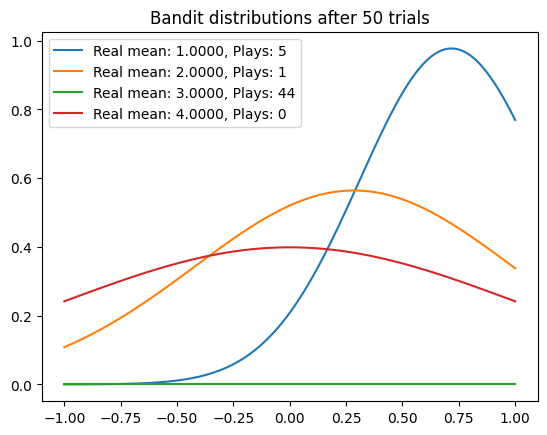 Bandit distributions after 50 trials
Real mean: 1.0000, Plays: 5
Real mean: 2.0000, Plays: 1
Real mean: 3.0000, Plays: 44
Real mean: 4.0000, Plays: 0
1.0
0.8
0.6
0.4
0.2
0.0
−1.00 −0.75 −0.50 −0.25 0.00 0.25 0.50 0.75 1.00